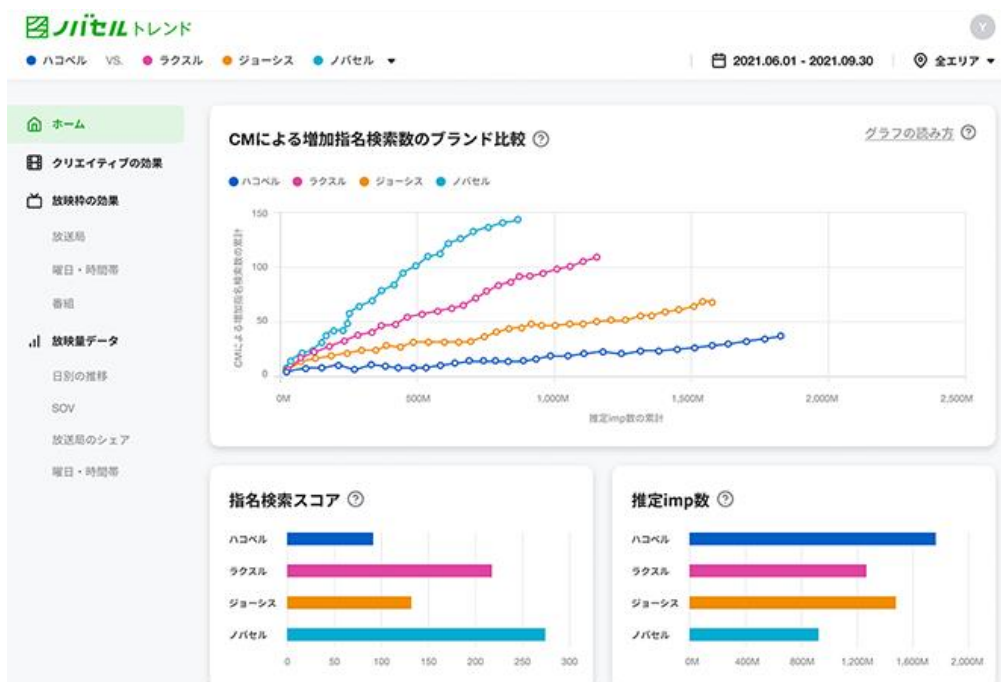 ノバセルトレンド
Y
ハコベル VS. ラクスル ジョーシス ノバセル
2021.06.01 - 2021.09.30
全エリア
ホーム
クリエイティブの効果
放映枠の効果
放送局
曜日・時間帯
番組
放映量データ
日別の推移
SOV
放送局のシェア
曜日・時間帯
CMによる増加指名検索数のブランド比較 ?
グラフの読み方 ?
ハコベル ラクスル ジョーシス ノバセル
CMによる増加指名検索数の累計
150
100
50
0
0M 500M 1,000M 1,500M 2,000M 2,500M
推定imp数の累計
指名検索スコア ?
ハコベル
ラクスル
ジョーシス
ノバセル
0 50 100 150 200 250 300
推定imp数 ?
ハコベル
ラクスル
ジョーシス
ノバセル
0M 400M 800M 1,200M 1,600M 2,000M